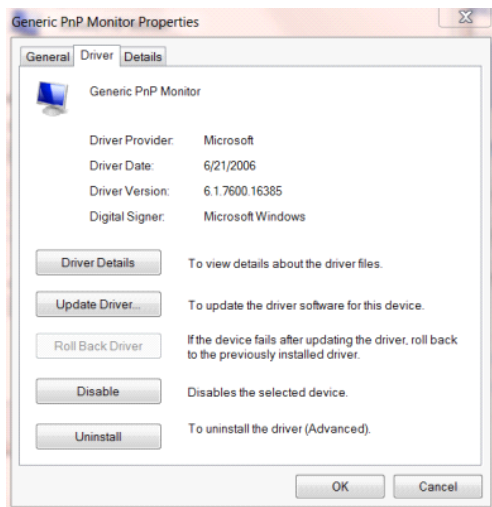 Generic PnP Monitor Properties
General Driver Details
Generic PnP Monitor
Driver Provider: Microsoft
Driver Date: 6/21/2006
Driver Version: 6.1.7600.16385
Digital Signer: Microsoft Windows
Driver Details To view details about the driver files.
Update Driver... To update the driver software for this device.
Roll Back Driver If the device fails after updating the driver, roll back
to the previously installed driver.
Disable Disables the selected device.
Uninstall To uninstall the driver (Advanced).
OK Cancel